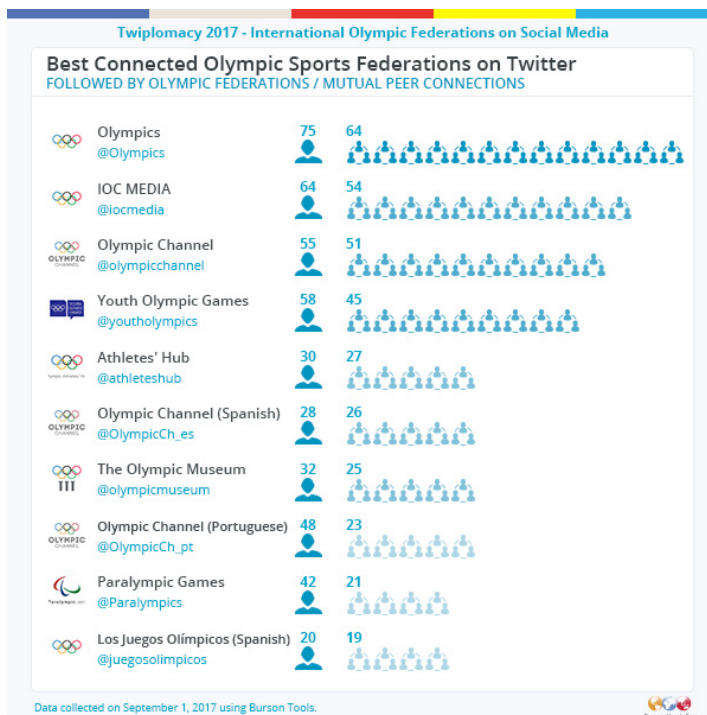 Twiplomacy 2017 - International Olympic Federations on Social Media
Best Connected Olympic Sports Federations on Twitter
FOLLOWED BY OLYMPIC FEDERATIONS / MUTUAL PEER CONNECTIONS
Olympics 75 64
@Olympics
IOC MEDIA 64 54
@iocmedia
Olympic Channel 55 51
OLYMPIC
CHANNEL
@olympicchannel
Youth Olympic Games 58 45
@youtholympics
Athletes' Hub 30 27
@athleteshub
Olympic Channel (Spanish) 28 26
OLYMPIC
CHANNEL
@OlympicCh_es
The Olympic Museum 32 25
@olympicmuseum
Olympic Channel (Portuguese) 48 23
OLYMPIC
CHANNEL
@OlympicCh_pt
Paralympic Games 42 21
@Paralympics
Los Juegos Olímpicos (Spanish) 20 19
@juegosolimpicos
Data collected on September 1, 2017 using Burson Tools.